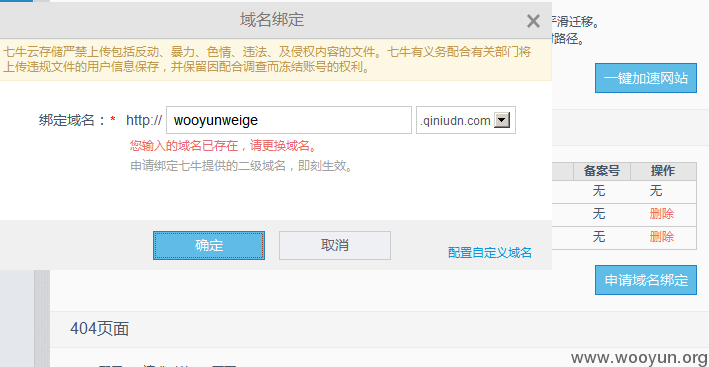 域名绑定
七牛云存储严禁上传包括反动、暴力、色情、违法、及侵权内容的文件。七牛有义务配合有关部门将
上传违规文件的用户信息保存，并保留因配合调查而冻结账号的权利。
绑定域名：* http:// wooyunweige .qiniudn.com
您输入的域名已存在，请更换域名。
申请绑定七牛提供的二级域名，即刻生效。
确定 取消 配置自定义域名
平滑迁移。
路径。
一键加速网站
备案号 操作
无 无
无 删除
无 删除
申请域名绑定
404页面
www.wooyun.org